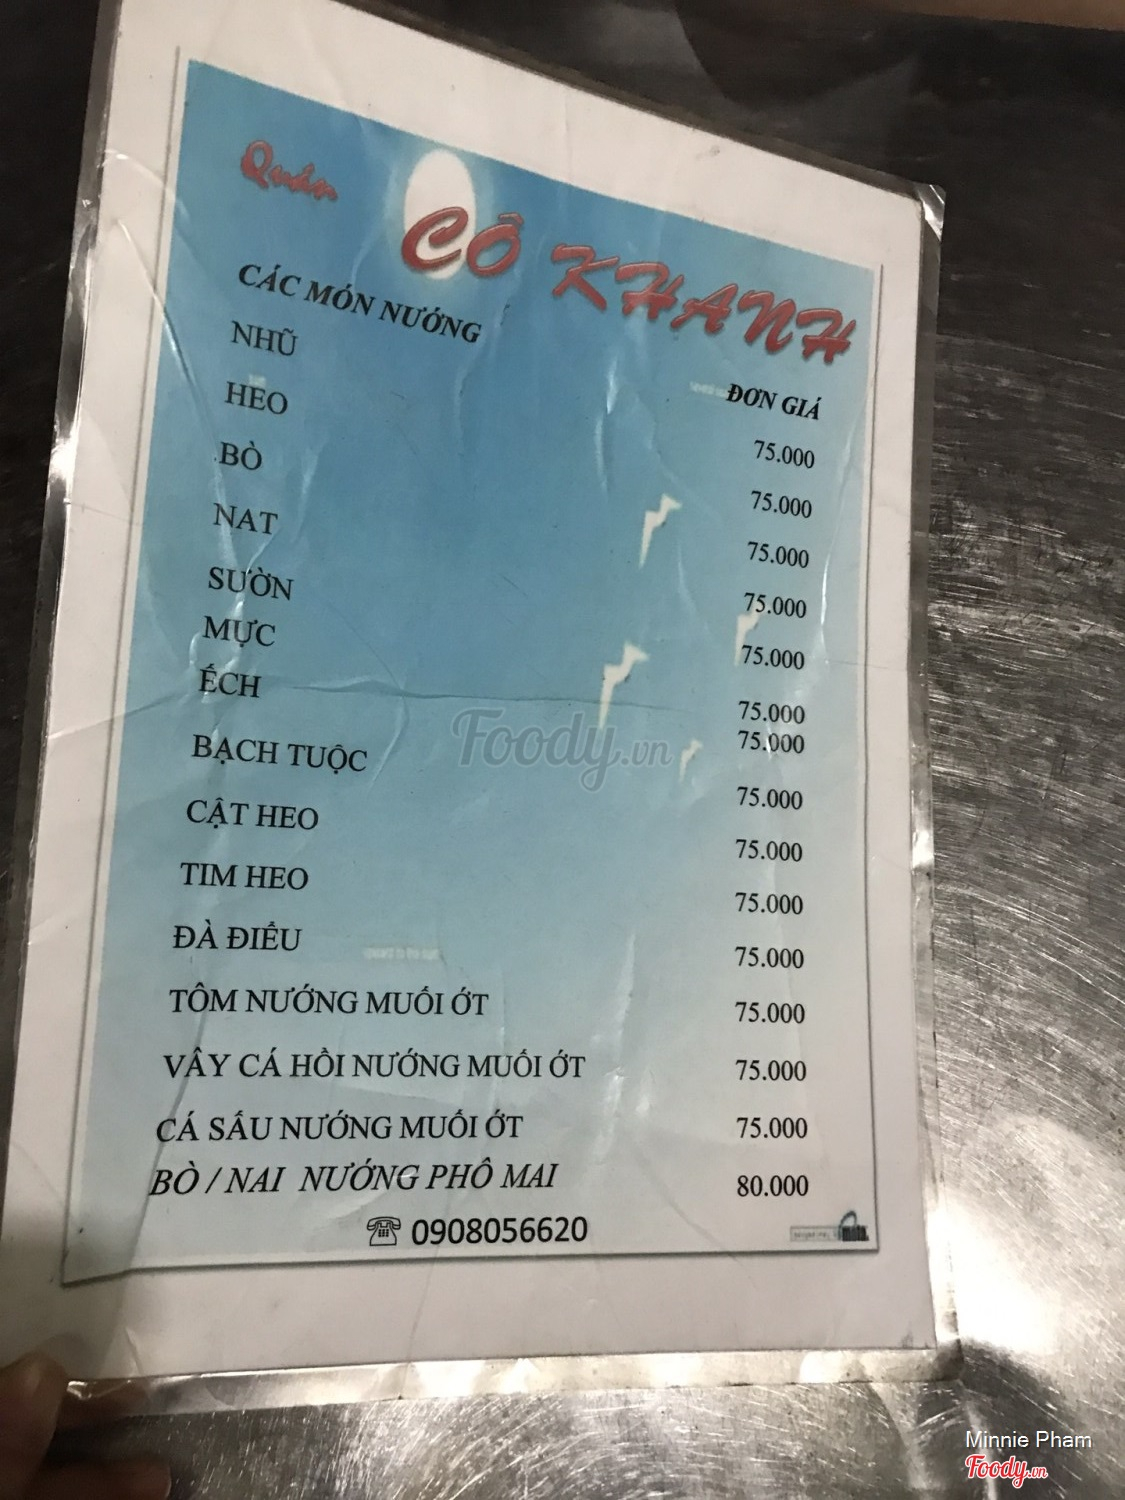 Quán
CÔ KHANH
CÁC MÓN NƯỚNG ĐƠN GIÁ
NHŨ 75.000
HEO 75.000
BÒ 75.000
NAT 75.000
SƯỜN 75.000
MỰC 75.000
ẾCH 75.000
BẠCH TUỘC 75.000
CẬT HEO 75.000
TIM HEO 75.000
ĐÀ ĐIỂU 75.000
TÔM NƯỚNG MUỐI ỚT 75.000
VÂY CÁ HỒI NƯỚNG MUỐI ỚT 75.000
CÁ SẤU NƯỚNG MUỐI ỚT 75.000
BÒ / NAI NƯỚNG PHÔ MAI 80.000
0908056620
Foody.vn
Minnie Pham
Foody.vn